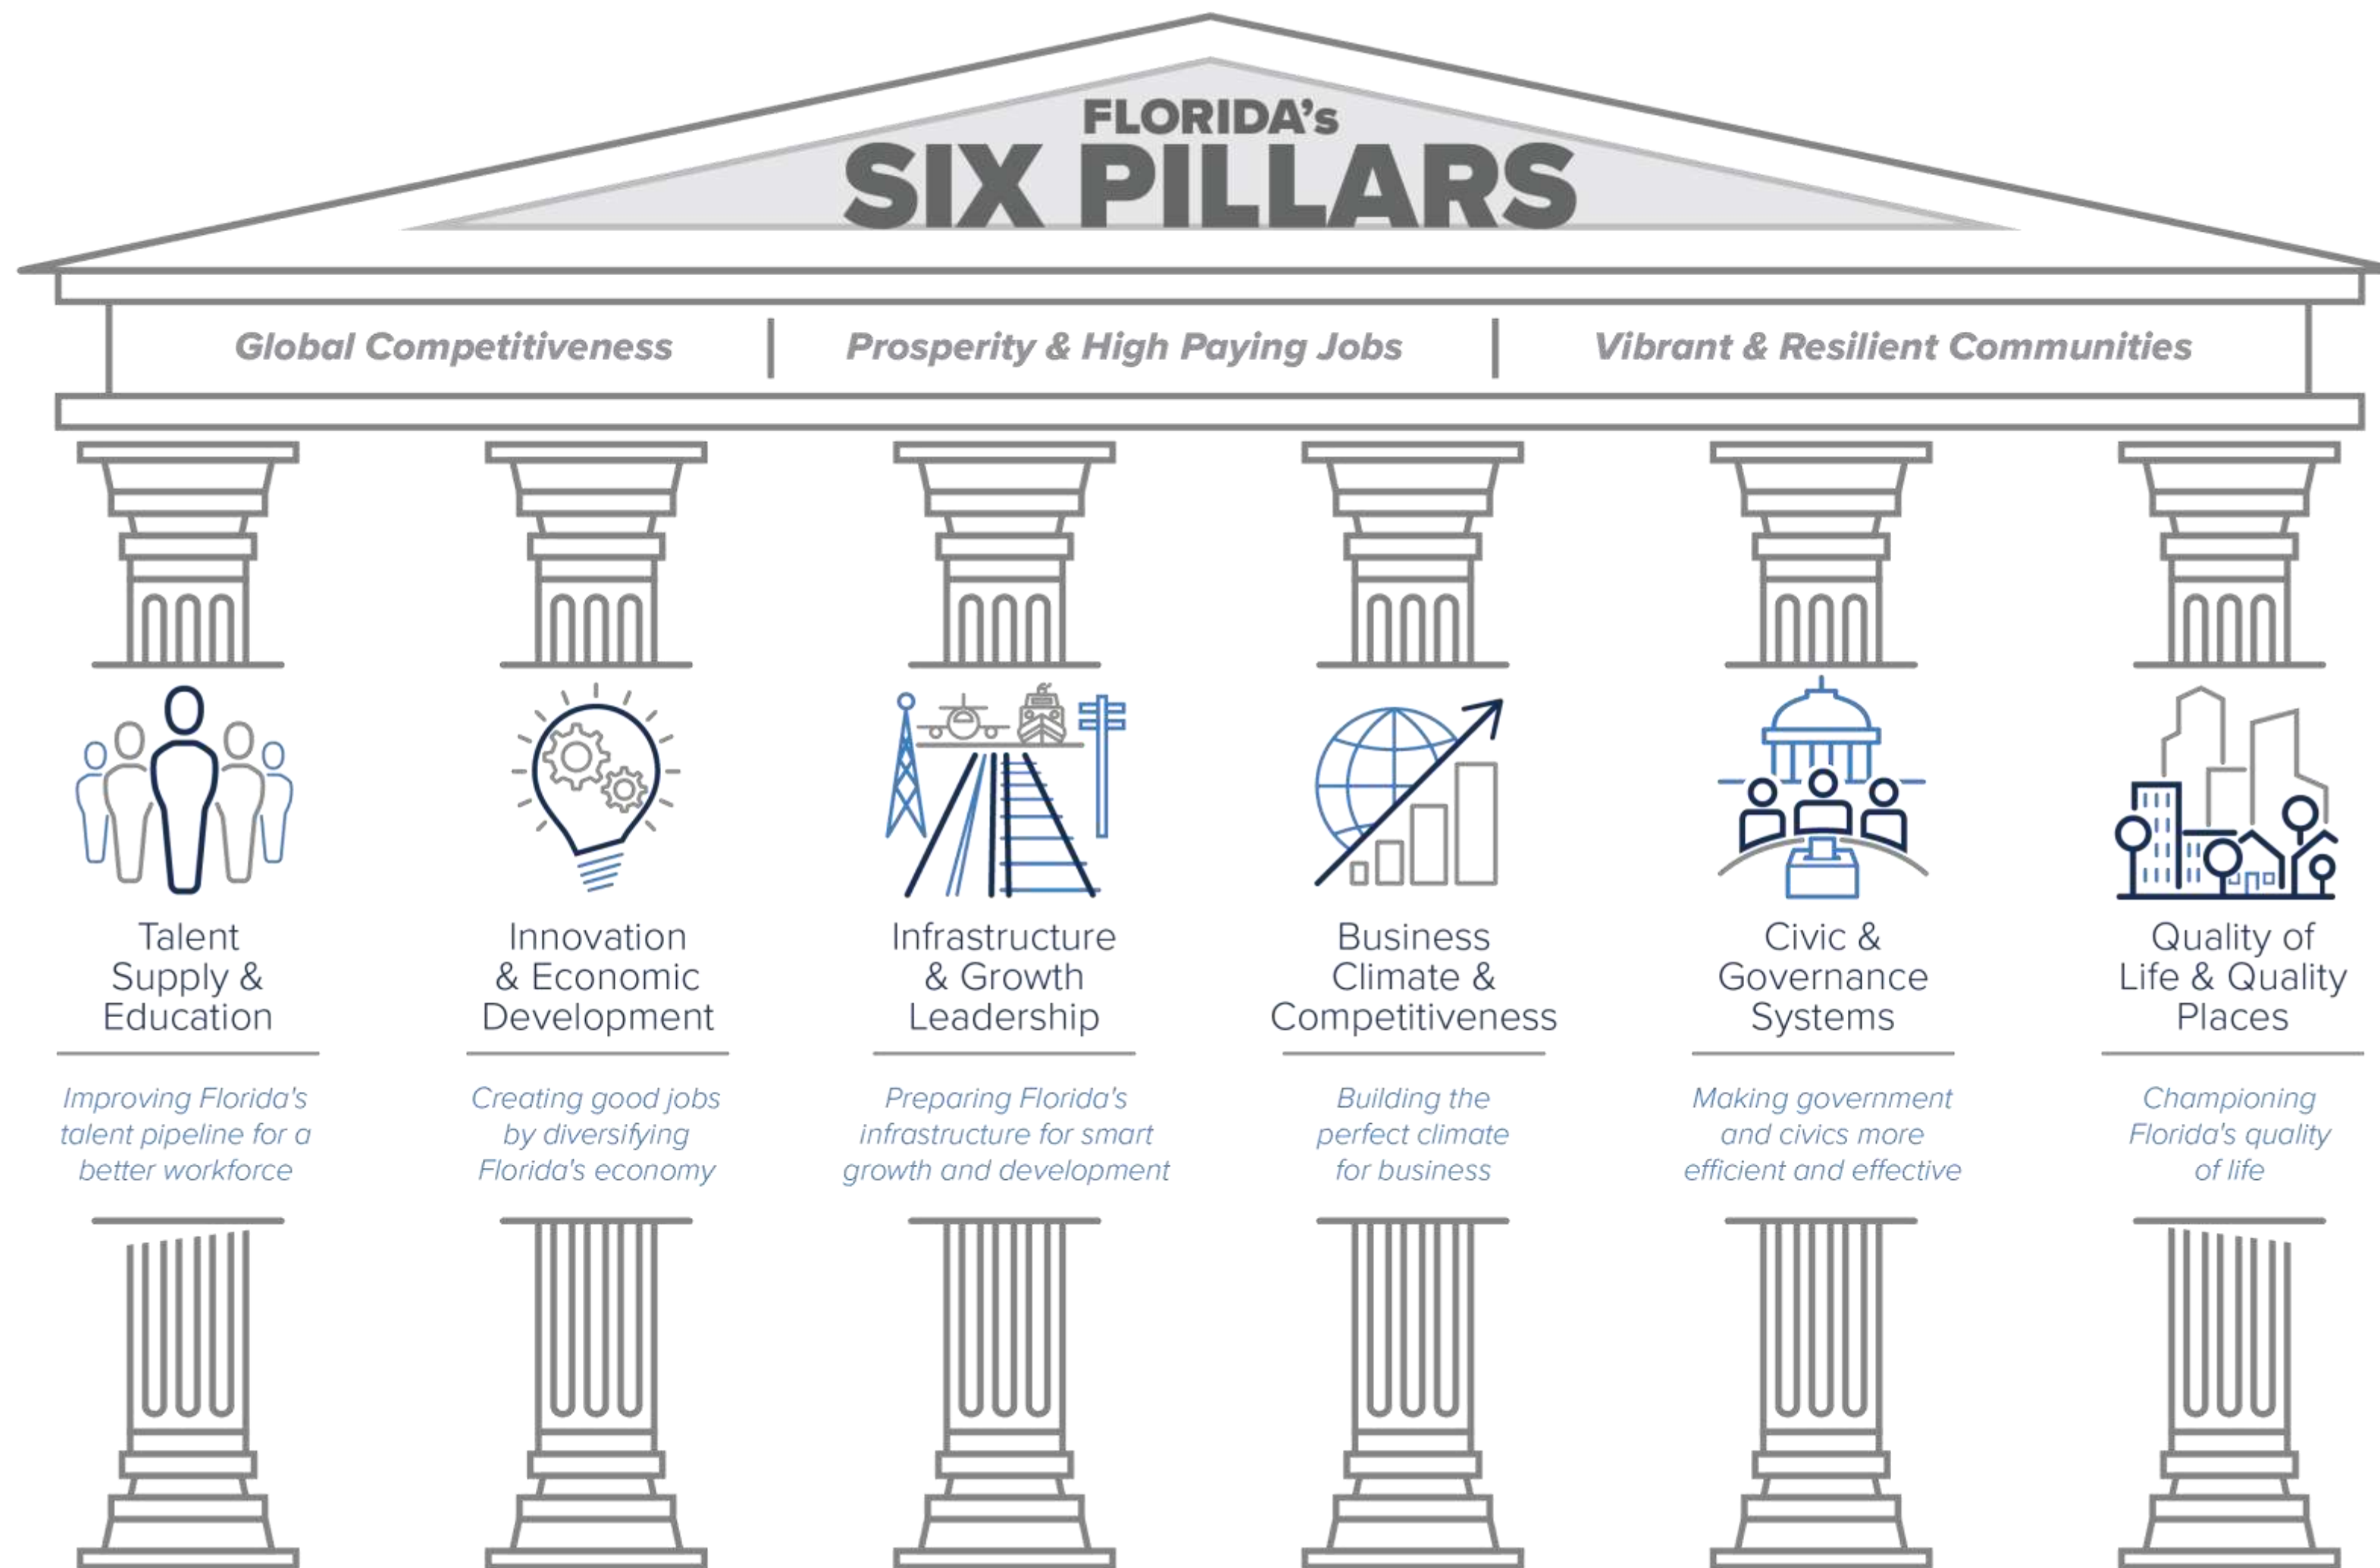 FLORIDA's
SIX PILLARS
Global Competitiveness | Prosperity & High Paying Jobs | Vibrant & Resilient Communities
Talent
Supply &
Education
Improving Florida's
talent pipeline for a
better workforce
Innovation
& Economic
Development
Creating good jobs
by diversifying
Florida's economy
Infrastructure
& Growth
Leadership
Preparing Florida's
infrastructure for smart
growth and development
Business
Climate &
Competitiveness
Building the
perfect climate
for business
Civic &
Governance
Systems
Making government
and civics more
efficient and effective
Quality of
Life & Quality
Places
Championing
Florida's quality
of life